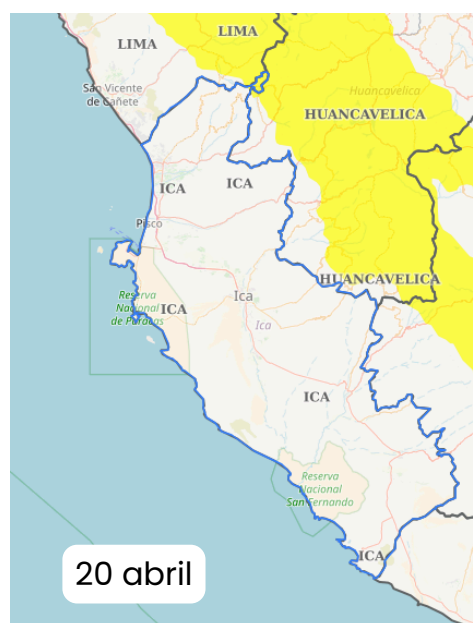 LIMA
LIMA
San Vicente
de Cañete
Huancavelica
HUANCAVELICA
ICA
ICA
Pisco
HUANCAVELICA
Reserva
Nacional
de Paracas
ICA
Ica
Ica
ICA
Reserva
Nacional
San Fernando
ICA
20 abril